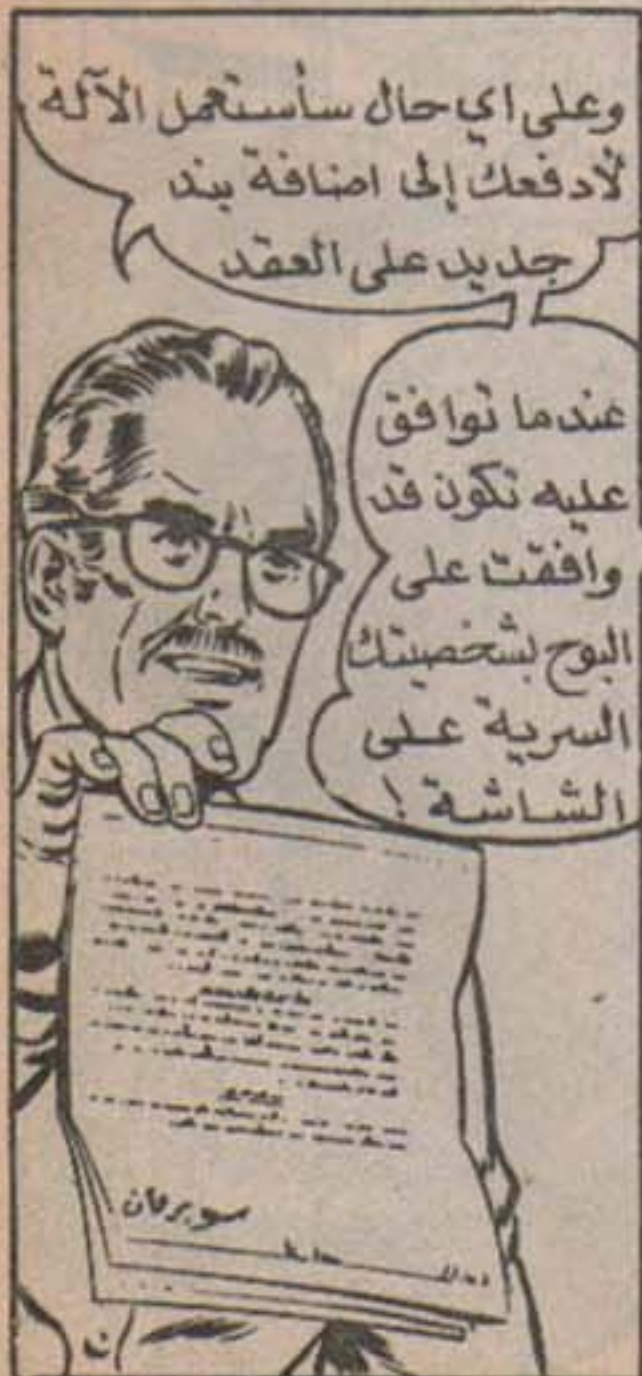 وعلى اي حال سأستعمل الآلة
لأدفعك إلى اضافة بند
جديد على العقد
عندما توافق
عليه تكون قد
وافقت على
البوح بشخصيتك
السرية على
الشاشة !
سوبرمان